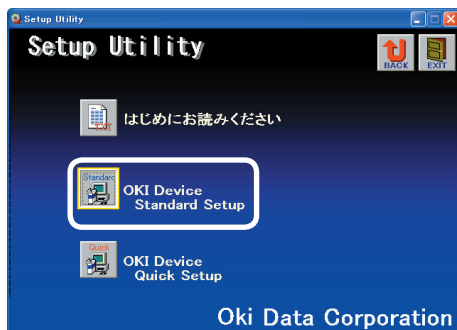 Setup Utility
Setup Utility
BACK
EXIT
TXT
はじめにお読みください
Standard
OKI Device
Standard Setup
Quick
OKI Device
Quick Setup
Oki Data Corporation